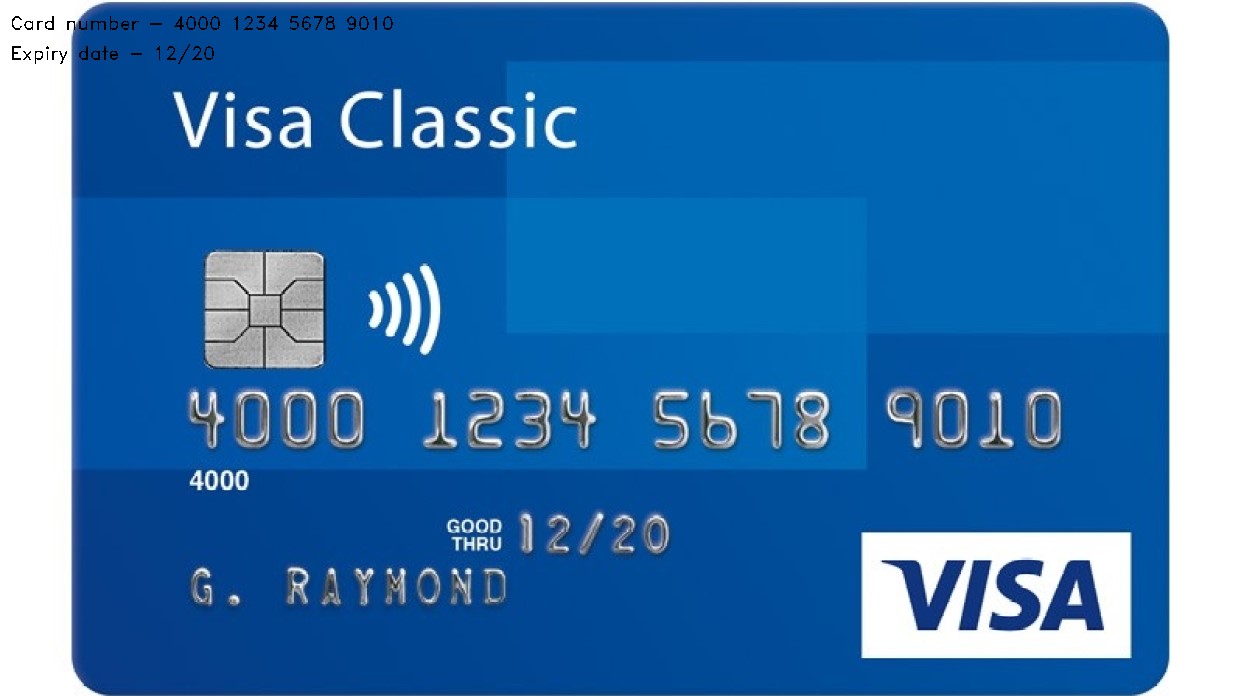 Card number - 4000 1234 5678 9010
Expiry date - 12/20
Visa Classic
4000 1234 5678 9010
4000
GOOD THRU 12/20
G. RAYMOND
VISA